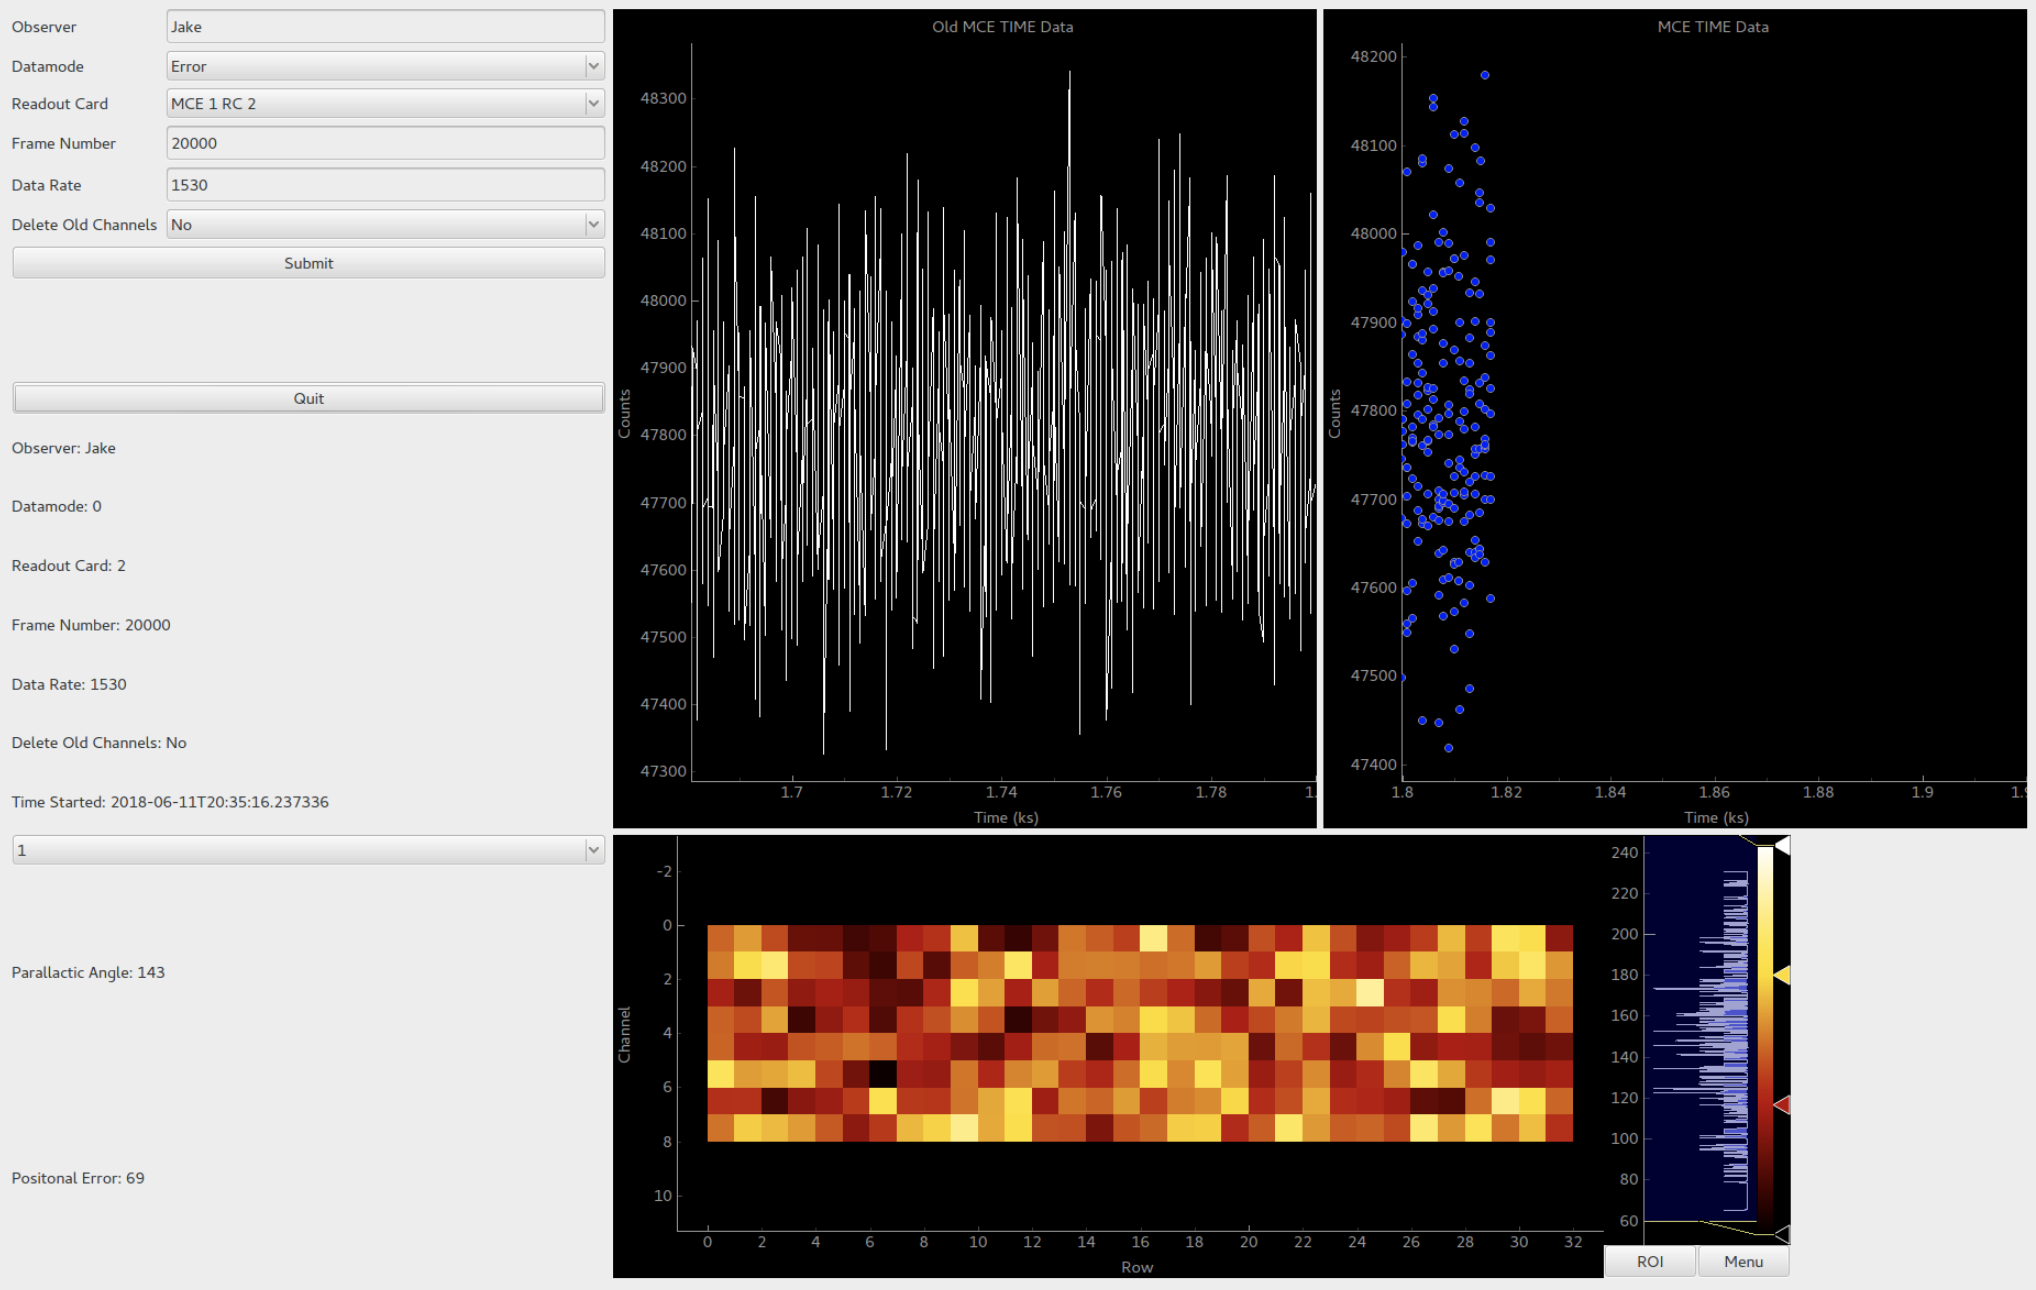 Observer Jake
Datamode Error
Readout Card MCE 1 RC 2
Frame Number 20000
Data Rate 1530
Delete Old Channels No
Submit
Quit
Observer: Jake
Datamode: 0
Readout Card: 2
Frame Number: 20000
Data Rate: 1530
Delete Old Channels: No
Time Started: 2018-06-11T20:35:16.237336
1
Parallactic Angle: 143
Positonal Error: 69
Old MCE TIME Data
48300
48200
48100
48000
47900
47800
47700
47600
47500
47400
47300
Counts
1.7 1.72 1.74 1.76 1.78 1.
Time (ks)
MCE TIME Data
48200
48100
48000
47900
47800
47700
47600
47500
47400
Counts
1.8 1.82 1.84 1.86 1.88 1.9 1.9
Time (ks)
-2
0
2
4
6
8
10
Channel
0 2 4 6 8 10 12 14 16 18 20 22 24 26 28 30 32
Row
240
220
200
180
160
140
120
100
80
60
ROI Menu